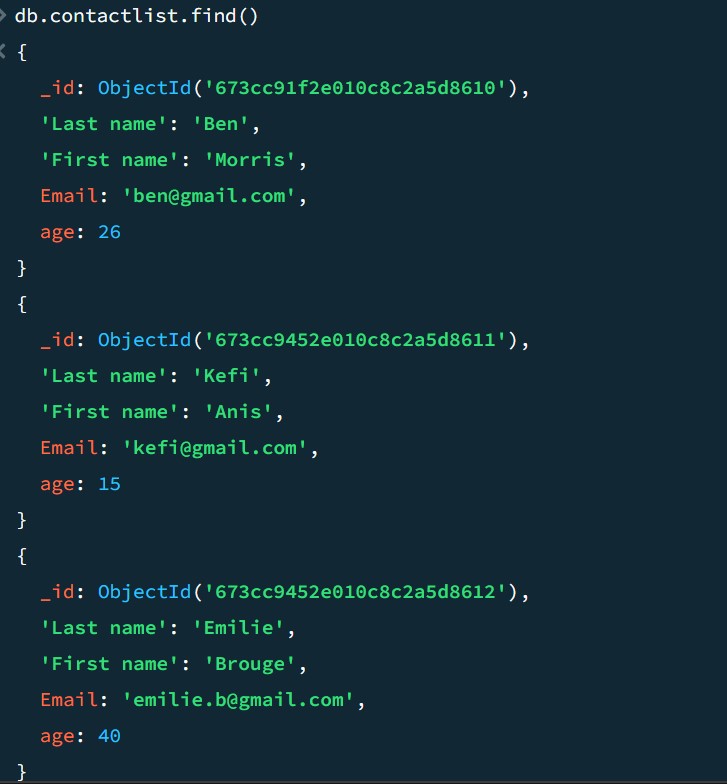 db.contactlist.find()
{
_id: ObjectId('673cc91f2e010c8c2a5d8610'),
'Last name': 'Ben',
'First name': 'Morris',
Email: 'ben@gmail.com',
age: 26
}
{
_id: ObjectId('673cc9452e010c8c2a5d8611'),
'Last name': 'Kefi',
'First name': 'Anis',
Email: 'kefi@gmail.com',
age: 15
}
{
_id: ObjectId('673cc9452e010c8c2a5d8612'),
'Last name': 'Emilie',
'First name': 'Brouge',
Email: 'emilie.b@gmail.com',
age: 40
}